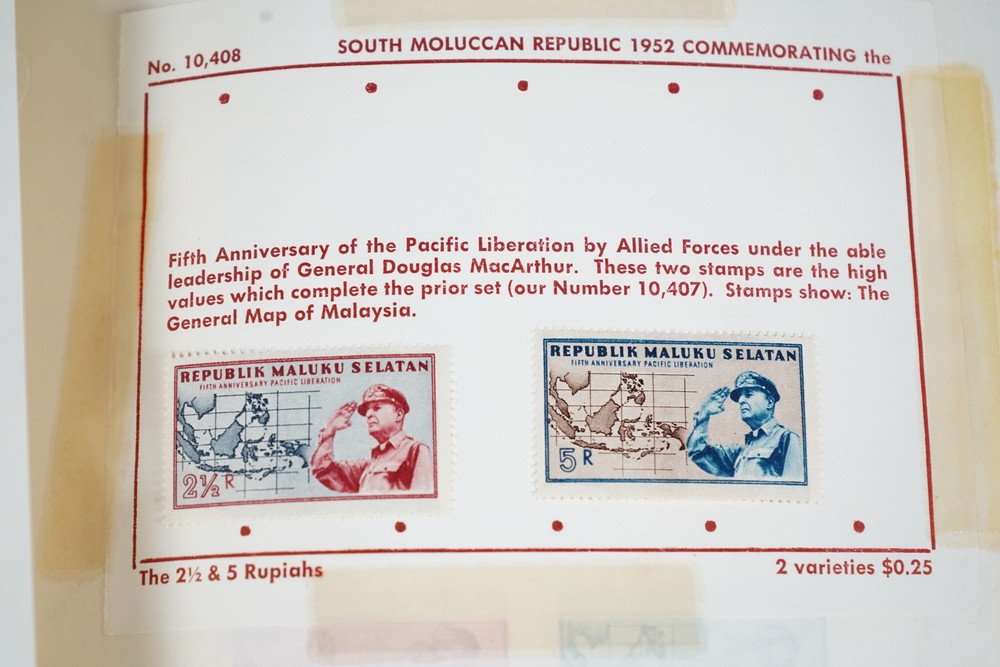 No. 10,408
SOUTH MOLUCCAN REPUBLIC 1952 COMMEMORATING the
Fifth Anniversary of the Pacific Liberation by Allied Forces under the able
leadership of General Douglas MacArthur. These two stamps are the high
values which complete the prior set (our Number 10,407). Stamps show: The
General Map of Malaysia.
REPUBLIK MALUKU SELATAN
FIFTH ANNIVERSARY PACIFIC LIBERATION
2½ R
REPUBLIK MALUKU SELATAN
FIFTH ANNIVERSARY PACIFIC LIBERATION
5 R
The 2½ & 5 Rupiahs
2 varieties $0.25